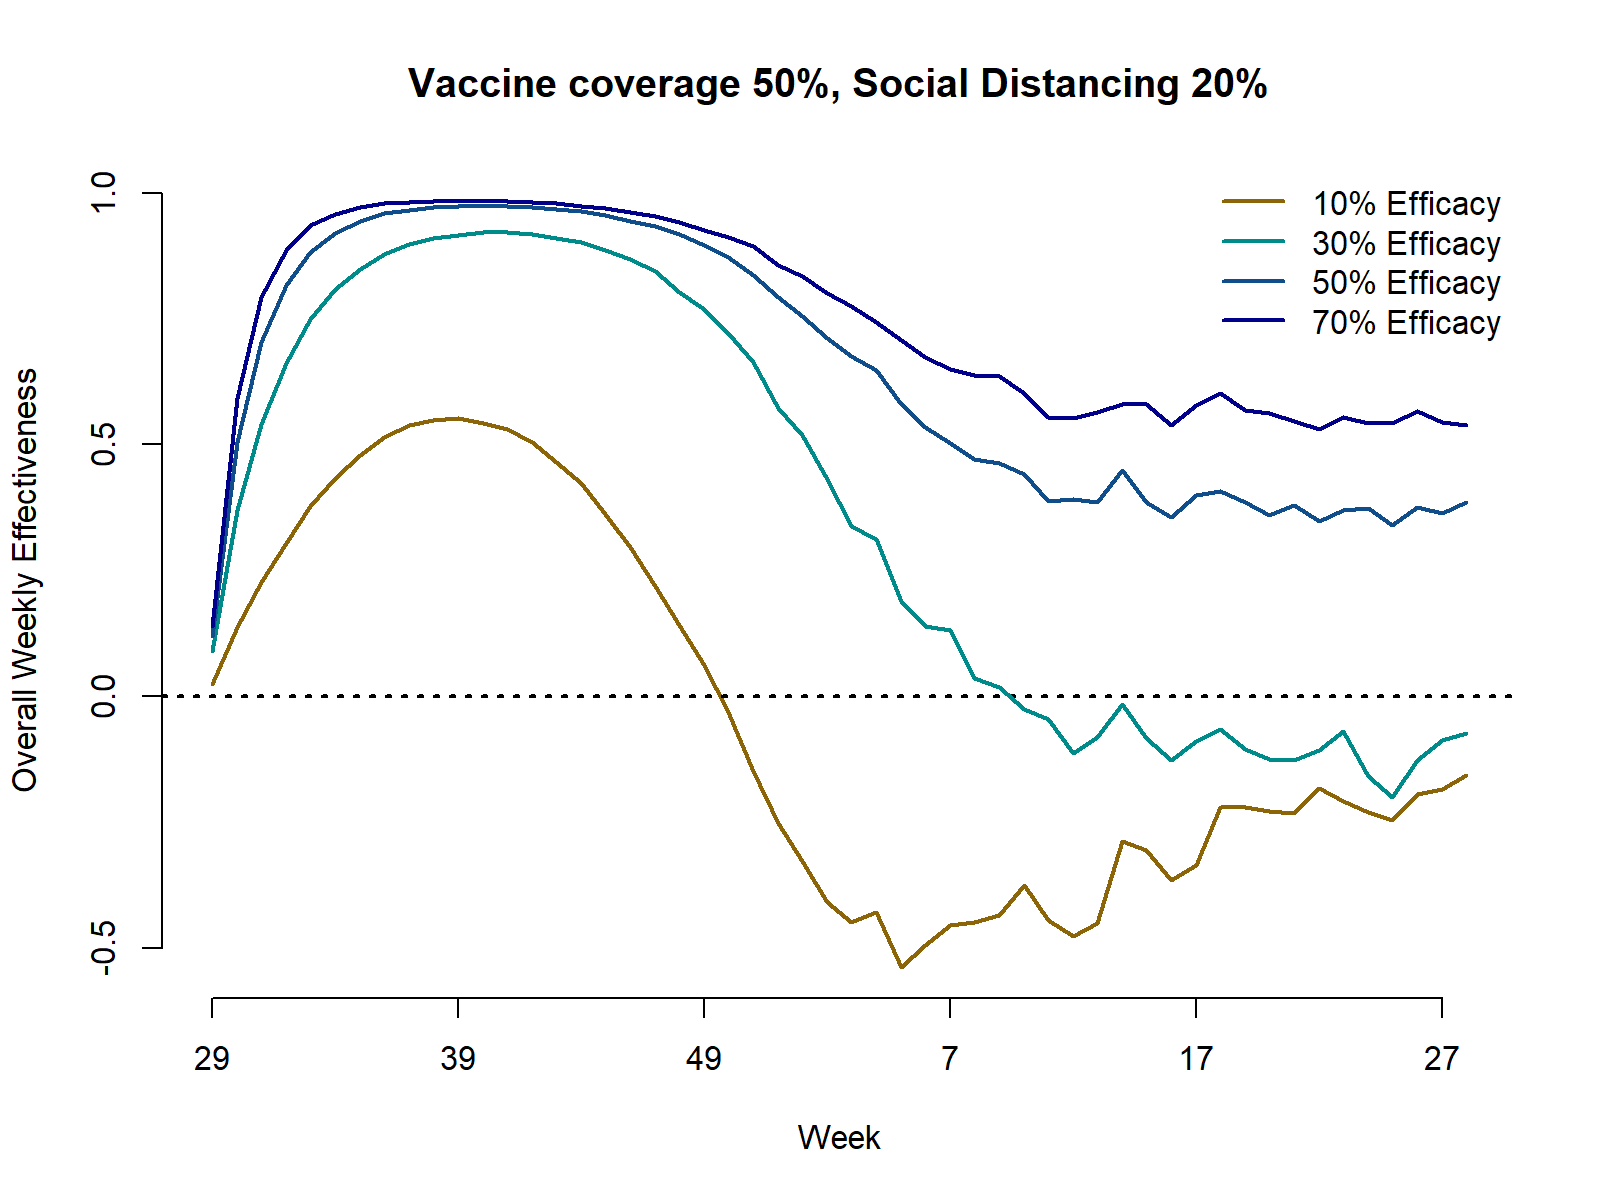 Vaccine coverage 50%, Social Distancing 20%
10% Efficacy
30% Efficacy
50% Efficacy
70% Efficacy
Overall Weekly Effectiveness
1.0
0.5
0.0
-0.5
29 39 49 7 17 27
Week